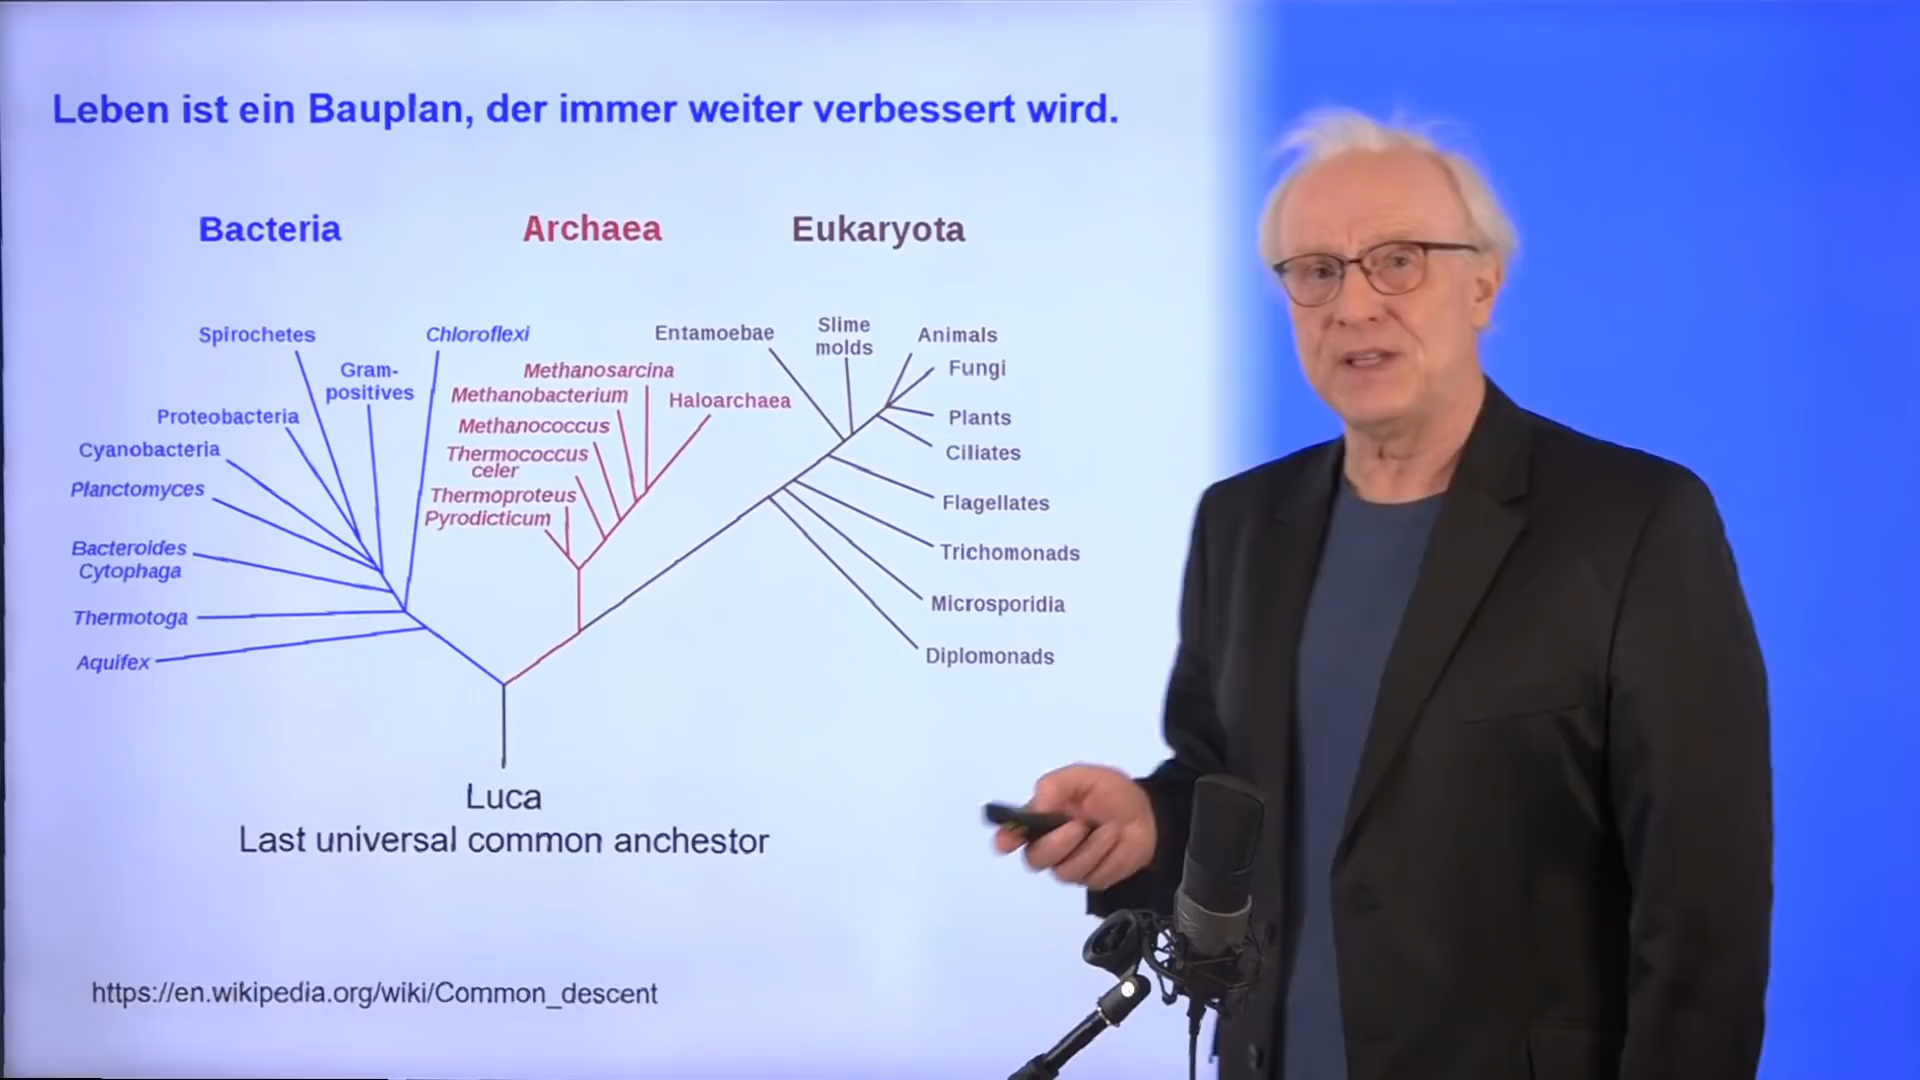 Leben ist ein Bauplan, der immer weiter verbessert wird.
Bacteria
Archaea
Eukaryota
Spirochetes
Chloroflexi
Gram-
positives
Proteobacteria
Cyanobacteria
Planctomyces
Bacteroides
Cytophaga
Thermotoga
Aquifex
Methanosarcina
Methanobacterium
Haloarchaea
Methanococcus
Thermococcus
celer
Thermoproteus
Pyrodicticum
Entamoebae
Slime
molds
Animals
Fungi
Plants
Ciliates
Flagellates
Trichomonads
Microsporidia
Diplomonads
Luca
Last universal common anchestor
https://en.wikipedia.org/wiki/Common_descent